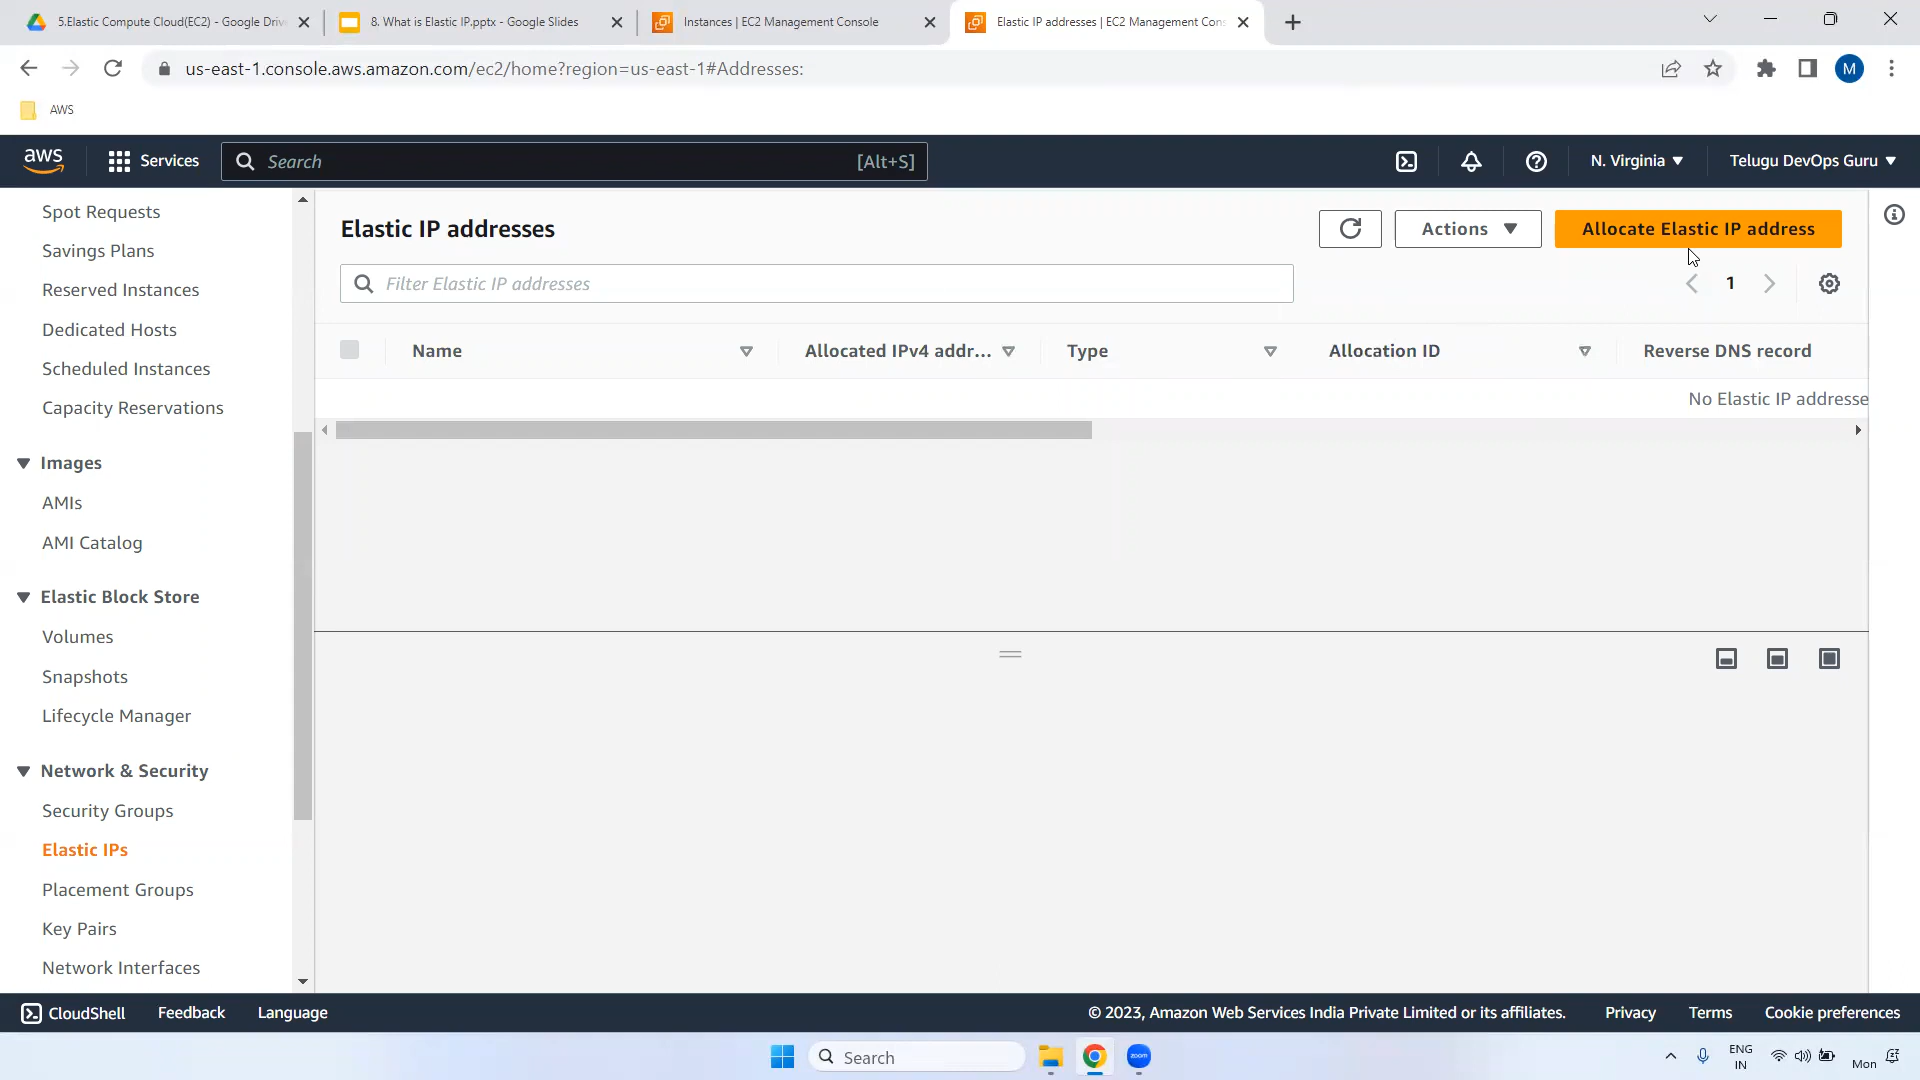 5.Elastic Compute Cloud(EC2) - Google Drive
8. What is Elastic IP.pptx - Google Slides
Instances | EC2 Management Console
Elastic IP addresses | EC2 Management Cons
us-east-1.console.aws.amazon.com/ec2/home?region=us-east-1#Addresses:
M
AWS
aws
Services
Search
[Alt+S]
N. Virginia
Telugu DevOps Guru
Spot Requests
Savings Plans
Reserved Instances
Dedicated Hosts
Scheduled Instances
Capacity Reservations
Images
AMIs
AMI Catalog
Elastic Block Store
Volumes
Snapshots
Lifecycle Manager
Network & Security
Security Groups
Elastic IPs
Placement Groups
Key Pairs
Network Interfaces
Elastic IP addresses
Actions
Allocate Elastic IP address
Filter Elastic IP addresses
1
Name
Allocated IPv4 addr...
Type
Allocation ID
Reverse DNS record
No Elastic IP addresse
CloudShell
Feedback
Language
© 2023, Amazon Web Services India Private Limited or its affiliates.
Privacy
Terms
Cookie preferences
Search
zoom
ENG
IN
Mon